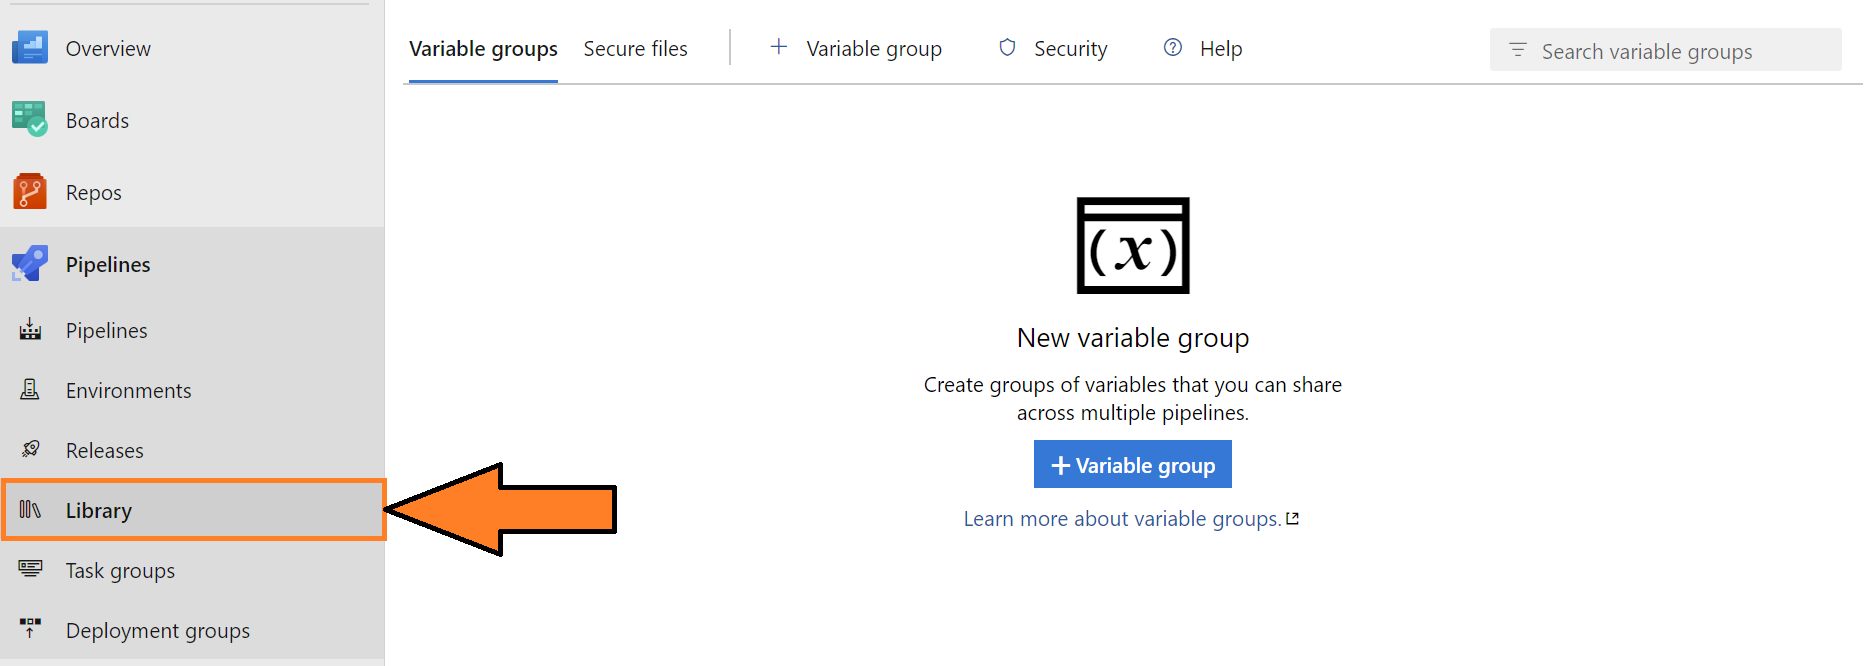 Overview
Boards
Repos
Pipelines
Pipelines
Environments
Releases
Library
Task groups
Deployment groups
Variable groups Secure files + Variable group Security Help
Search variable groups
(x)
New variable group
Create groups of variables that you can share
across multiple pipelines.
+ Variable group
Learn more about variable groups.